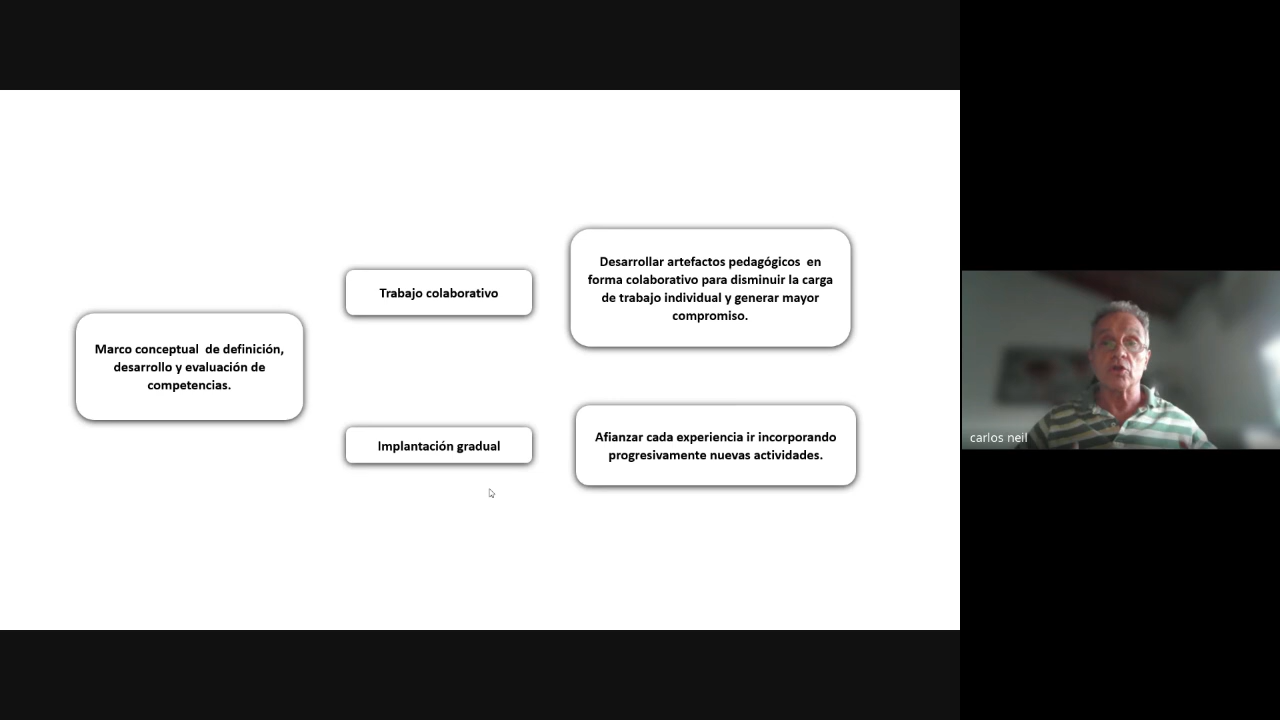 Marco conceptual  de definición,
desarrollo y evaluación de
competencias.
Trabajo colaborativo
Desarrollar artefactos pedagógicos  en
forma colaborativo para disminuir la carga
de trabajo individual y generar mayor
compromiso.
Implantación gradual
Afianzar cada experiencia ir incorporando
progresivamente nuevas actividades.
carlos neil